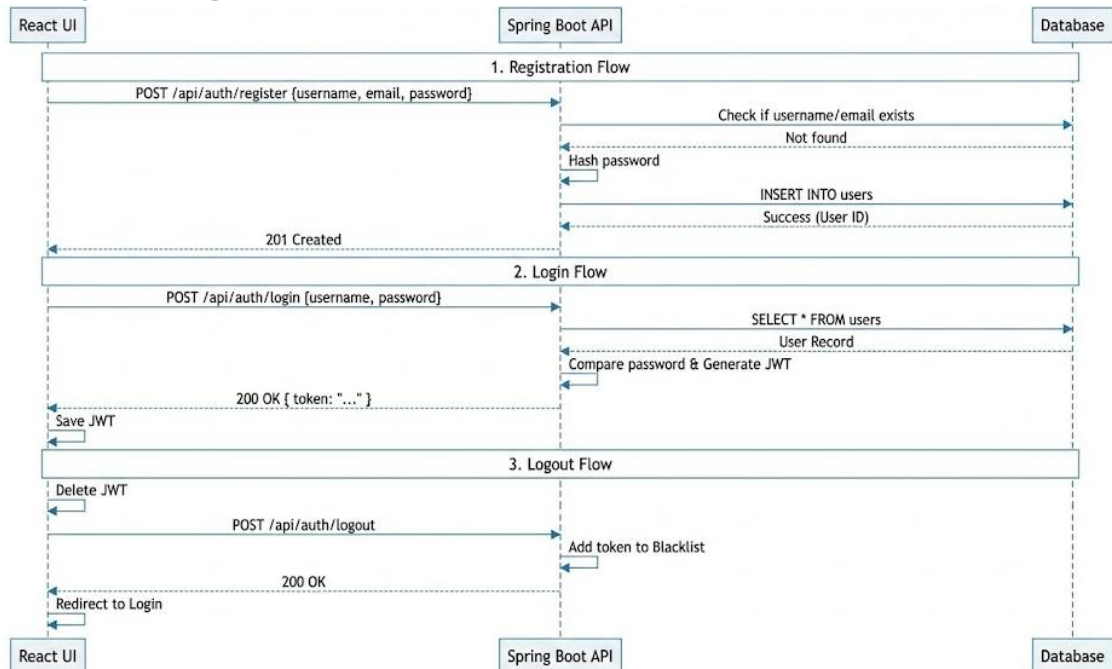 React UI
Spring Boot API
Database
1. Registration Flow
POST /api/auth/register {username, email, password}
Check if username/email exists
Not found
Hash password
INSERT INTO users
Success (User ID)
201 Created
2. Login Flow
POST /api/auth/login {username, password}
SELECT * FROM users
User Record
Compare password & Generate JWT
200 OK { token: "..." }
Save JWT
3. Logout Flow
Delete JWT
POST /api/auth/logout
Add token to Blacklist
200 OK
Redirect to Login
React UI
Spring Boot API
Database